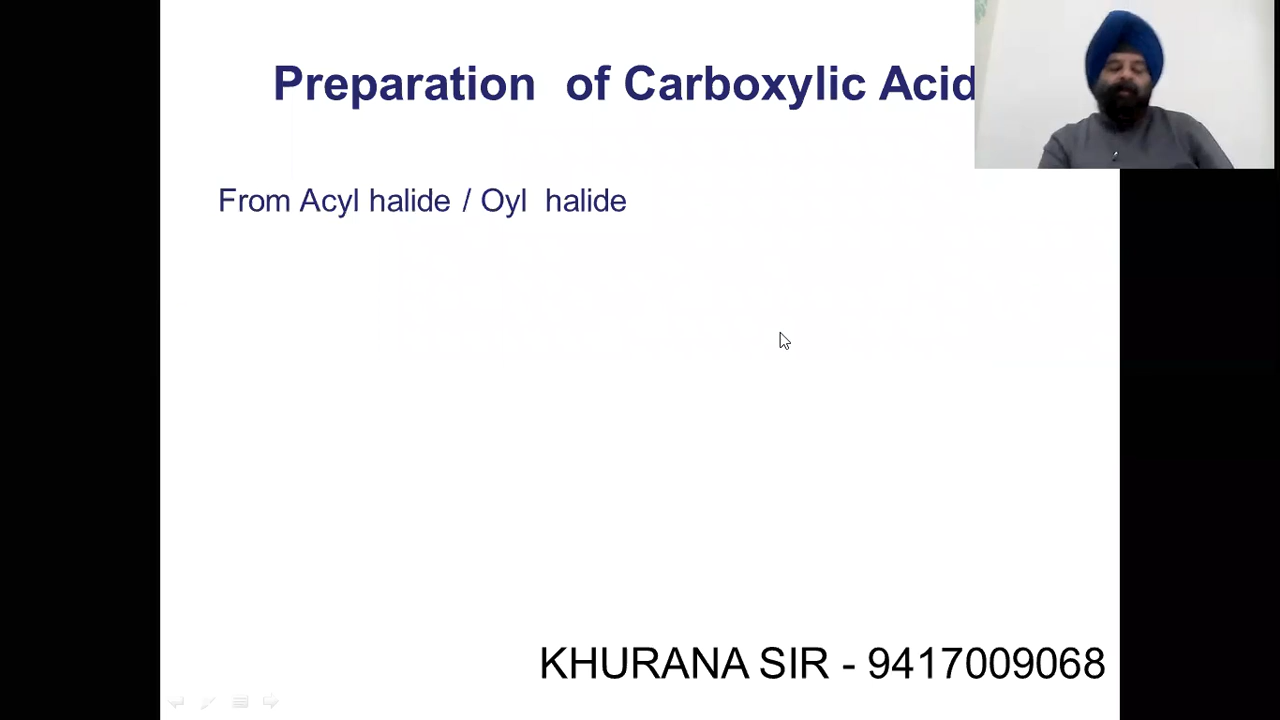 Preparation of Carboxylic Acid
From Acyl halide / Oyl halide
KHURANA SIR - 9417009068